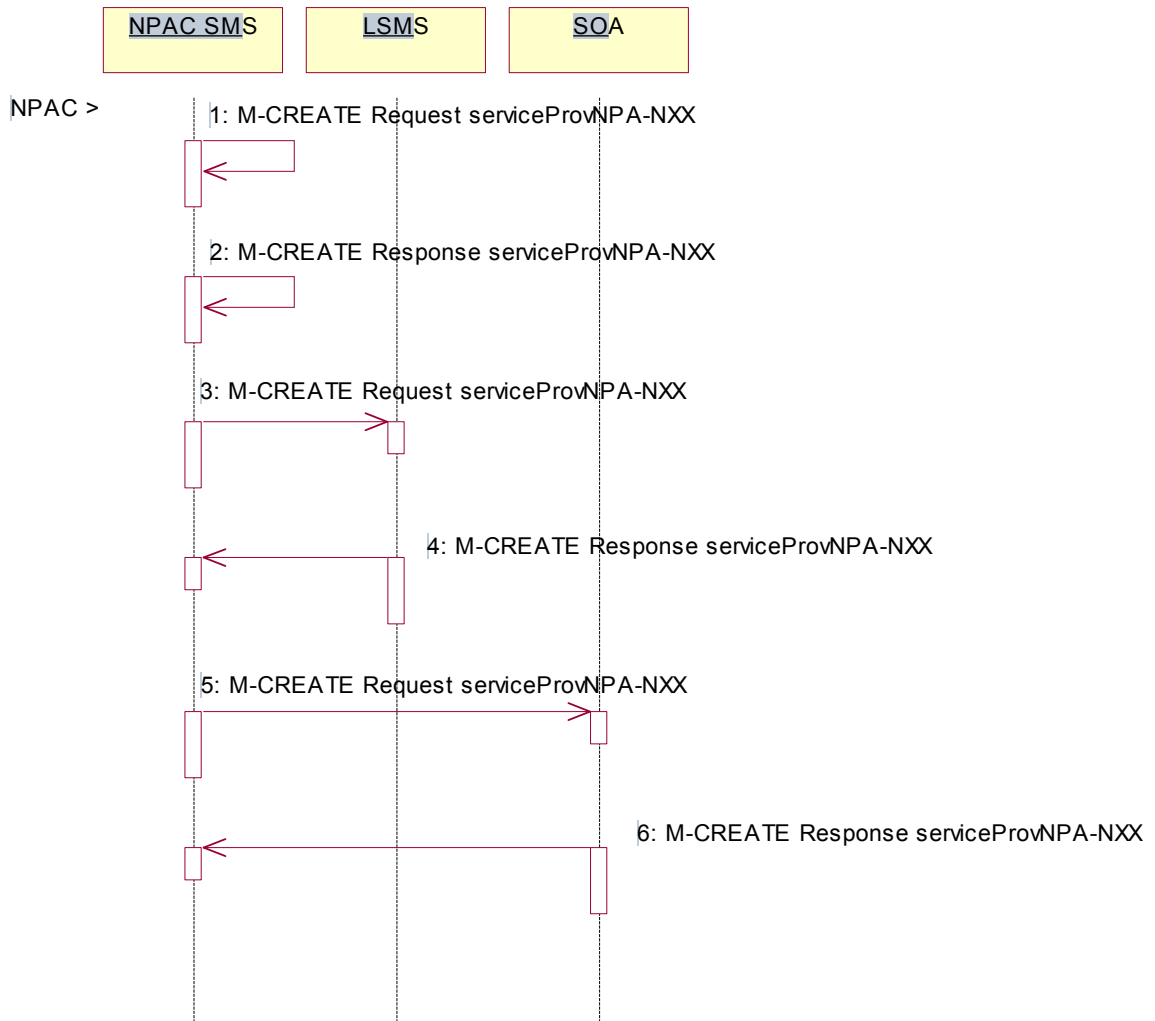 NPAC SMS
LSMS
SOA
NPAC >
1: M-CREATE Request serviceProvNPA-NXX
2: M-CREATE Response serviceProvNPA-NXX
3: M-CREATE Request serviceProvNPA-NXX
4: M-CREATE Response serviceProvNPA-NXX
5: M-CREATE Request serviceProvNPA-NXX
6: M-CREATE Response serviceProvNPA-NXX